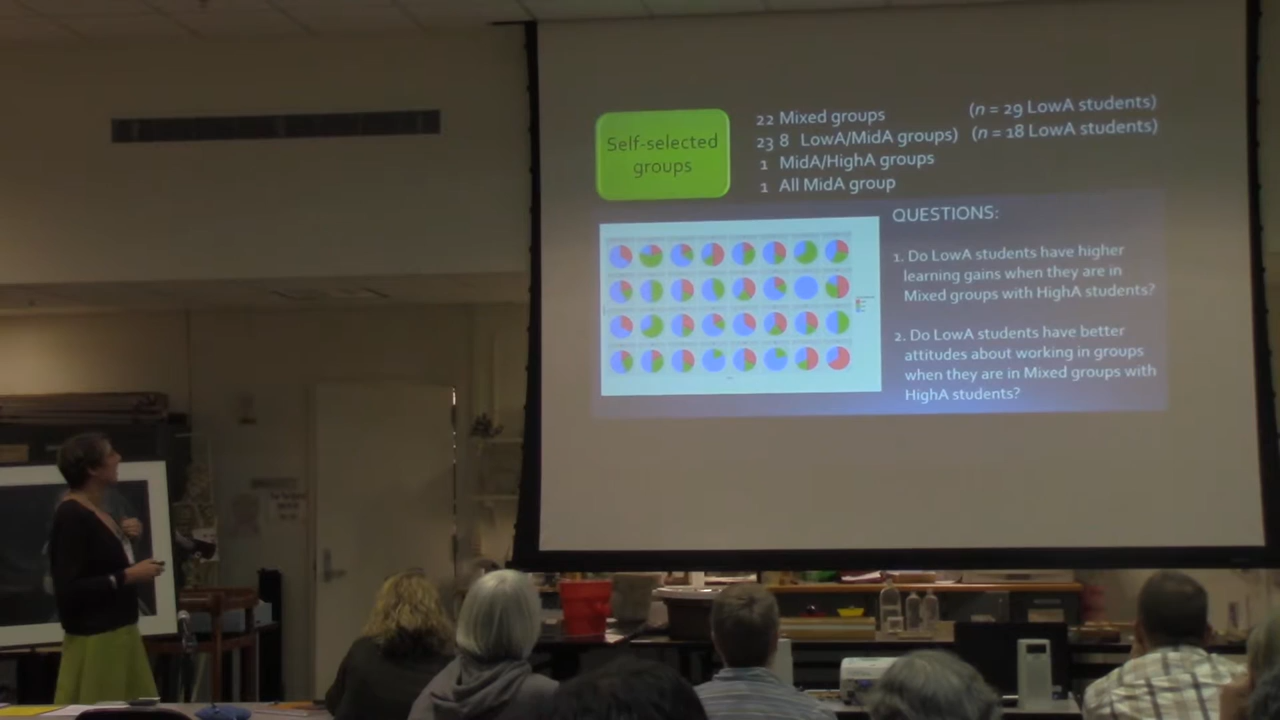 Self-selected
groups
22 Mixed groups (n = 29 LowA students)
23 8 LowA/MidA groups) (n = 18 LowA students)
1 MidA/HighA groups
1 All MidA group
QUESTIONS:
1. Do LowA students have higher
learning gains when they are in
Mixed groups with HighA students?
2. Do LowA students have better
attitudes about working in groups
when they are in Mixed groups with
HighA students?